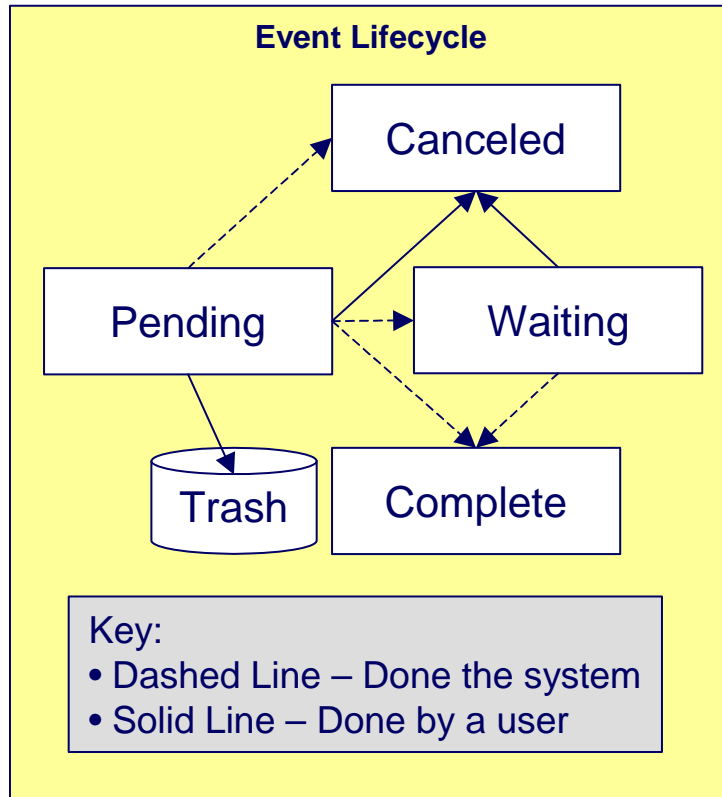 Event Lifecycle
Canceled
Pending
Waiting
Trash
Complete
Key:
• Dashed Line – Done the system
• Solid Line – Done by a user